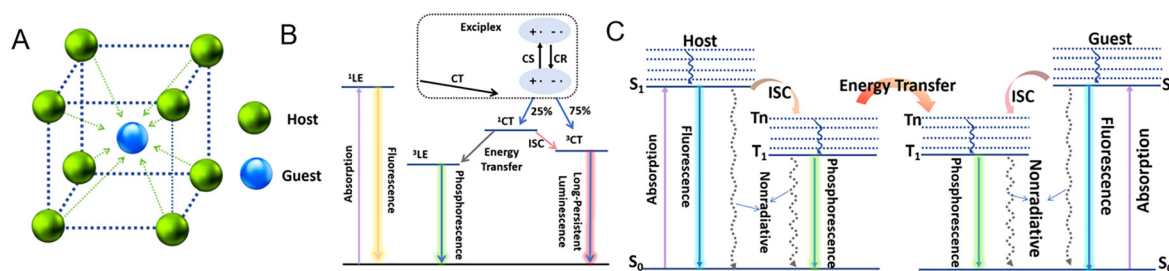 A
Host
Guest
B
Exciplex
+· -·
CS
CR
+· -·
CT
25%
75%
¹LE
¹CT
ISC
³CT
³LE
Energy
Transfer
Absorption
Fluorescence
Phosphorescence
Long-Persistent
Luminescence
C
Host
Guest
S₁
ISC
Energy Transfer
ISC
S₁
Tn
T₁
Tn
T₁
Absorption
Fluorescence
Nonradiative
Phosphorescence
Phosphorescence
Nonradiative
Fluorescence
Absorption
S₀